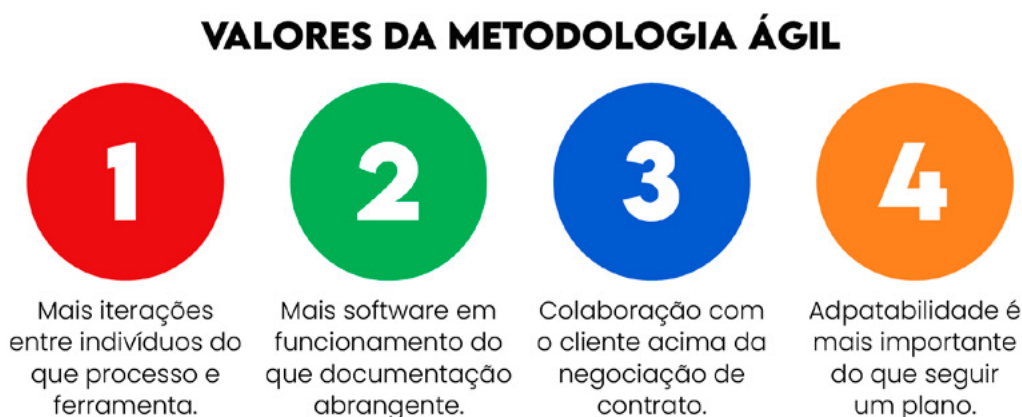 VALORES DA METODOLOGIA ÁGIL
1
Mais iterações
entre indivíduos do
que processo e
ferramenta.
2
Mais software em
funcionamento do
que documentação
abrangente.
3
Colaboração com
o cliente acima da
negociação de
contrato.
4
Adpatabilidade é
mais importante
do que seguir
um plano.